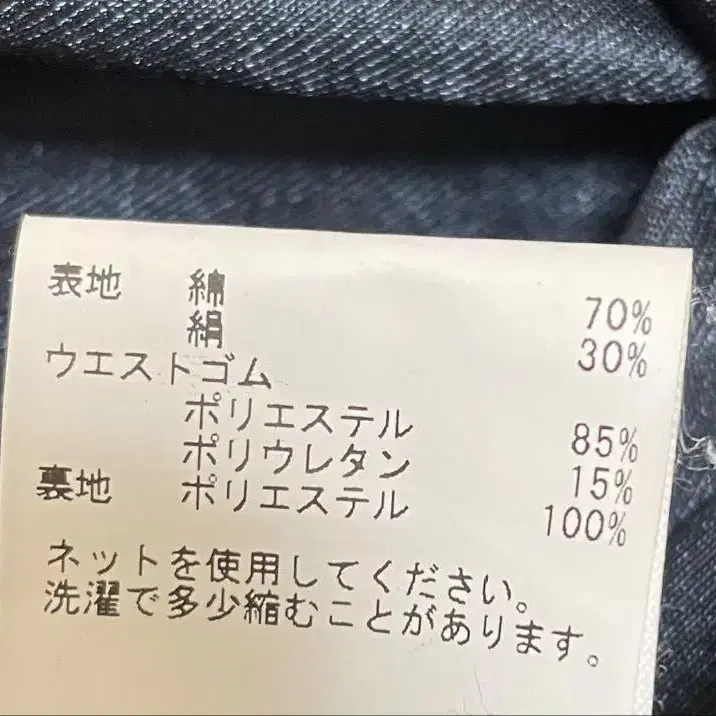 表地 綿 70%
絹 30%
ウエストゴム
ポリエステル 85%
ポリウレタン 15%
裏地 ポリエステル 100%
ネットを使用してください。
洗濯で多少縮むことがあります。